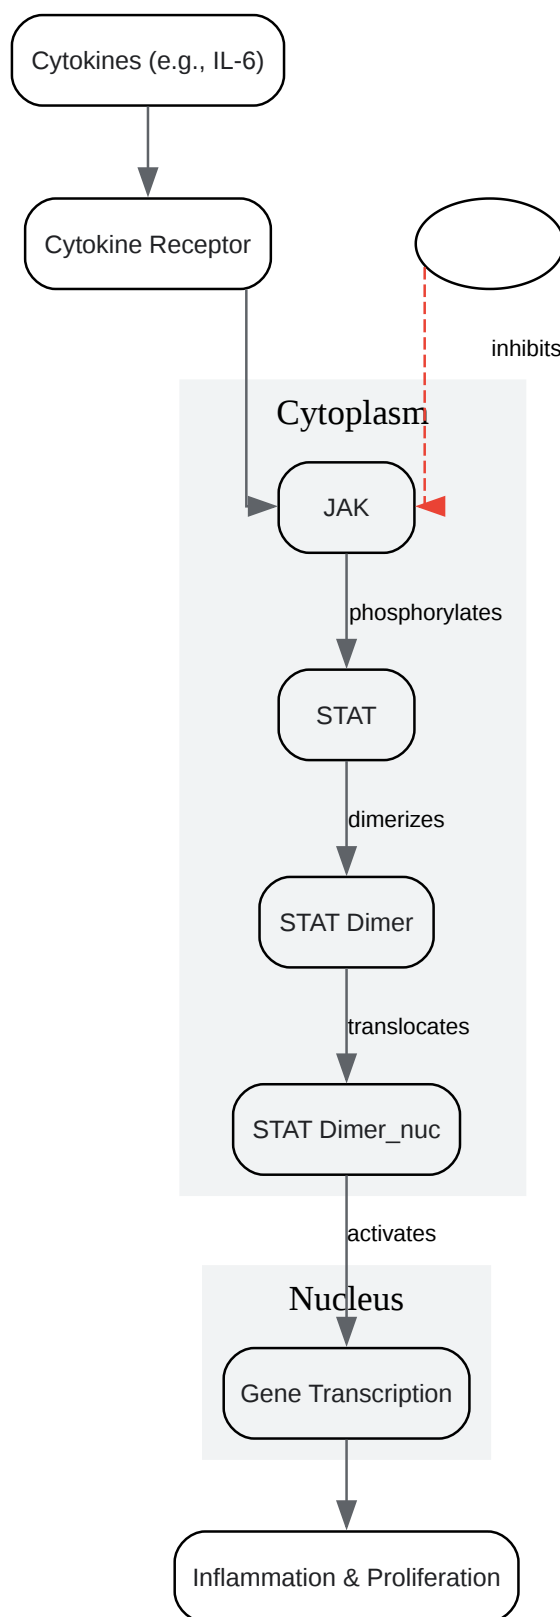 Cytokines (e.g., IL-6)
Cytokine Receptor
inhibits
Cytoplasm
JAK
phosphorylates
STAT
dimerizes
STAT Dimer
translocates
STAT Dimer_nuc
activates
Nucleus
Gene Transcription
Inflammation & Proliferation